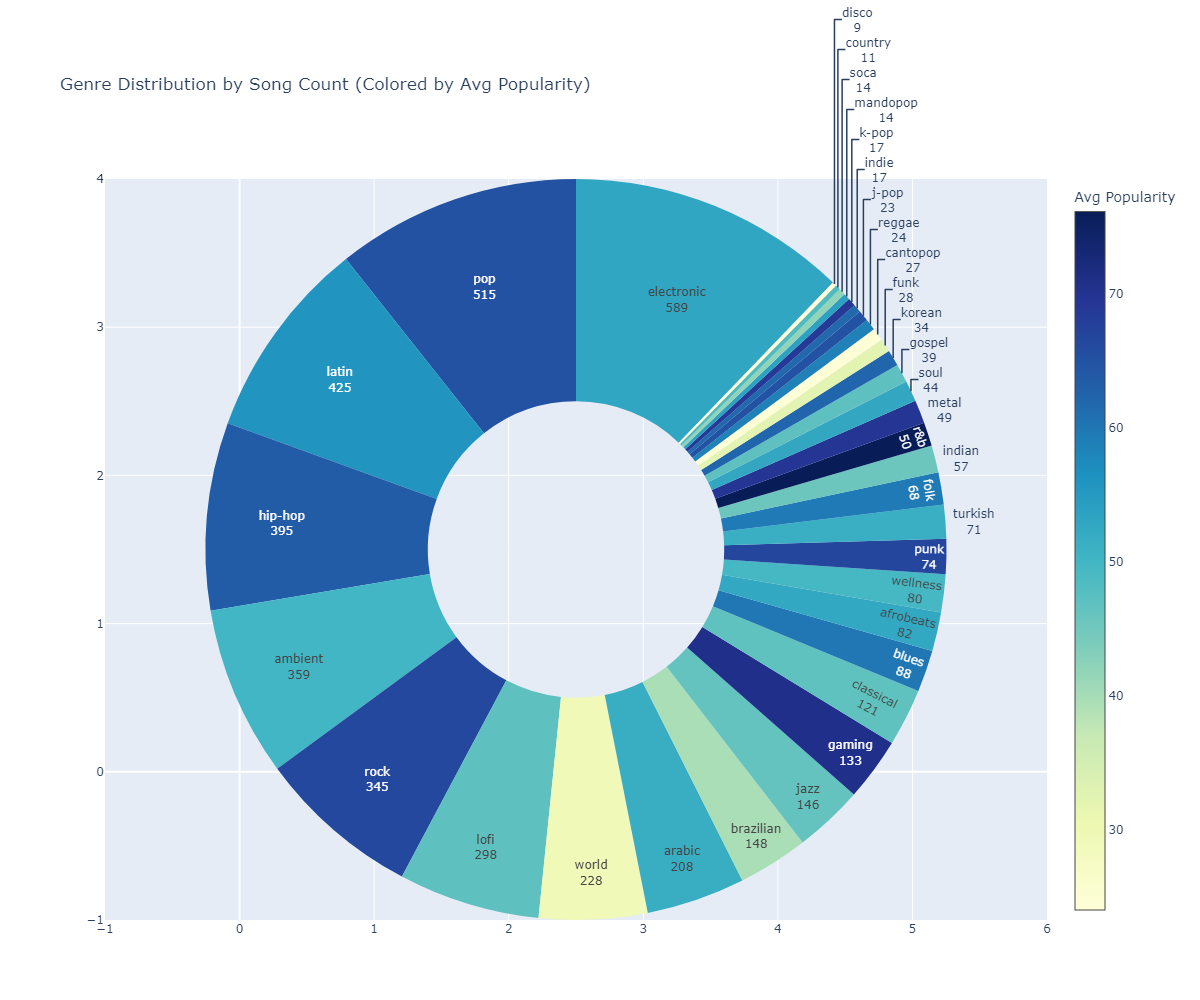 Genre Distribution by Song Count (Colored by Avg Popularity)
disco
9
country
11
soca
14
mandopop
14
k-pop
17
indie
17
j-pop
23
reggae
24
cantopop
27
funk
28
korean
34
gospel
39
soul
44
metal
49
r&b
50
indian
57
folk
68
turkish
71
punk
74
wellness
80
afrobeats
82
blues
88
classical
121
gaming
133
jazz
146
brazilian
148
arabic
208
world
228
lofi
298
rock
345
ambient
359
hip-hop
395
latin
425
pop
515
electronic
589
4
3
2
1
0
−1
−1
0
1
2
3
4
5
6
Avg Popularity
70
60
50
40
30